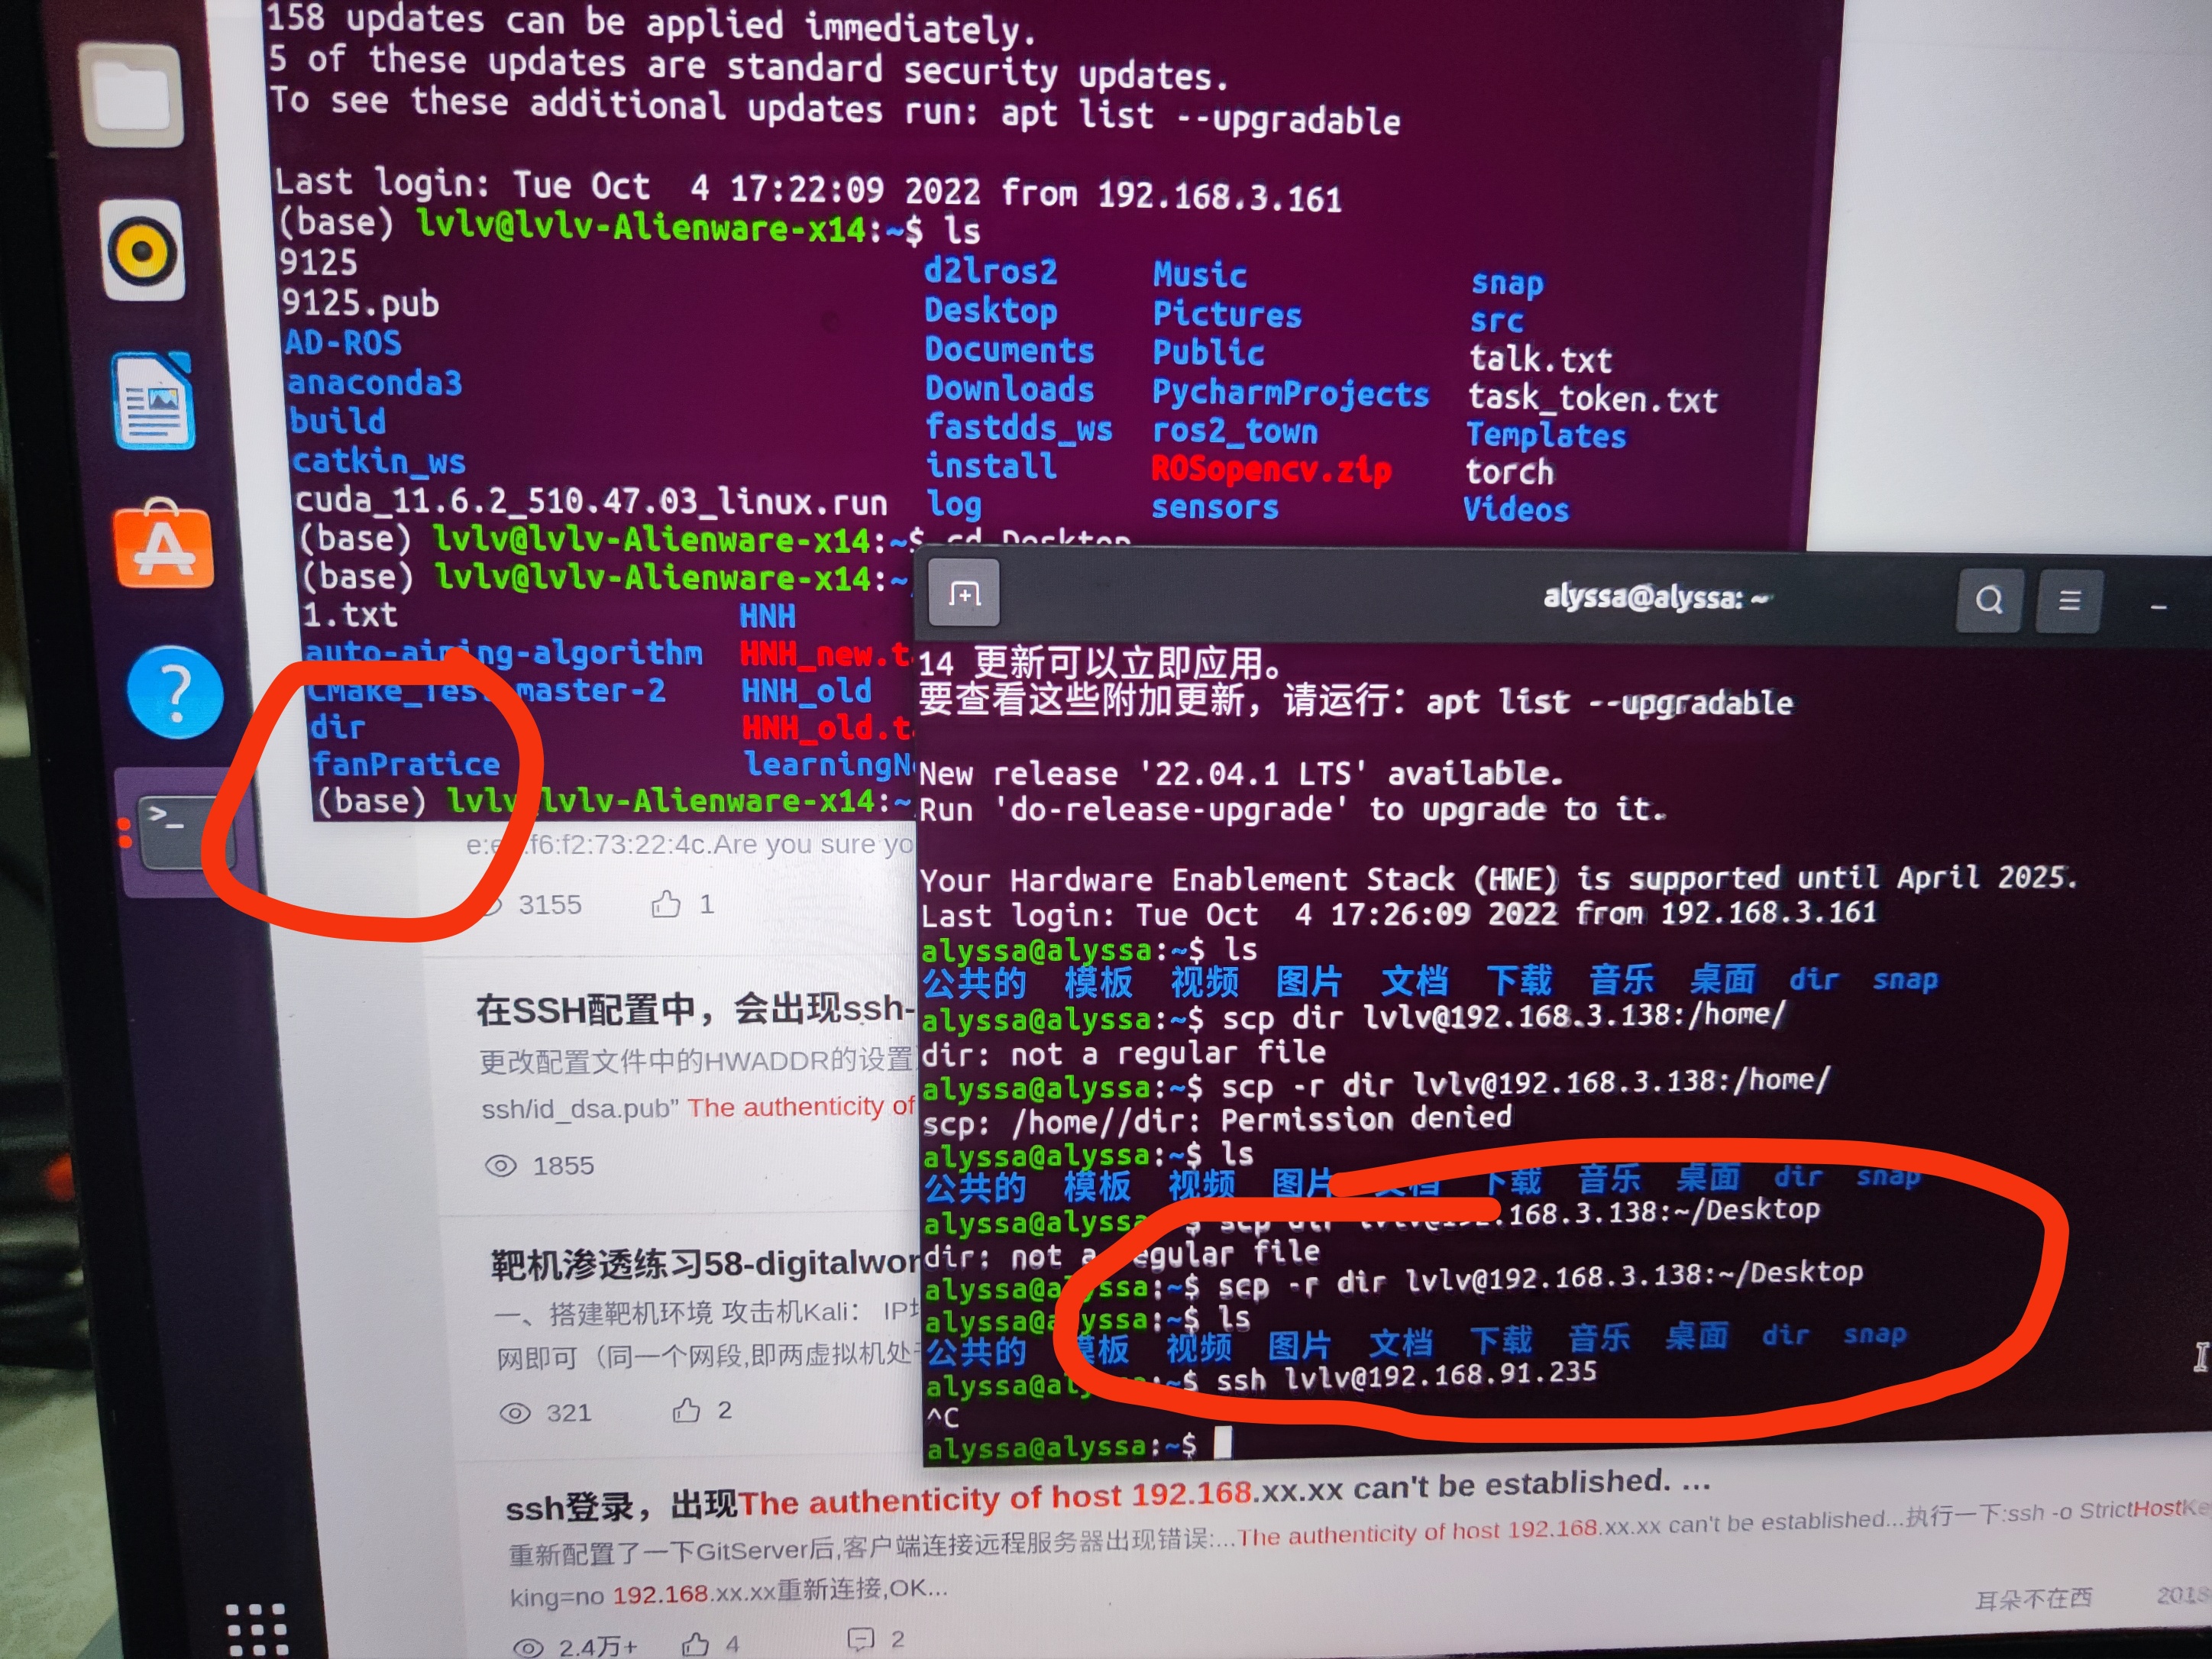 158 updates can be applied immediately.
5 of these updates are standard security updates.
To see these additional updates run: apt list --upgradable
Last login: Tue Oct  4 17:22:09 2022 from 192.168.3.161
(base) lvlv@lvlv-Alienware-x14:~$ ls
9125 d2lros2 Music snap
9125.pub Desktop Pictures src
AD-ROS Documents Public talk.txt
anaconda3 Downloads PycharmProjects task_token.txt
build fastdds_ws ros2_town Templates
catkin_ws install ROSopencv.zip torch
cuda_11.6.2_510.47.03_linux.run log sensors Videos
(base) lvlv@lvlv-Alienware-x14:~$ cd Desktop
(base) lvlv@lvlv-Alienware-x14:~
1.txt HNH
auto-aiming-algorithm HNH_new.t
CMake_Test-master-2 HNH_old
dir HNH_old.t
fanPratice learningN
(base) lvlv@lvlv-Alienware-x14:~
alyssa@alyssa: ~
14 更新可以立即应用。
要查看这些附加更新，请运行：apt list --upgradable
New release '22.04.1 LTS' available.
Run 'do-release-upgrade' to upgrade to it.
Your Hardware Enablement Stack (HWE) is supported until April 2025.
Last login: Tue Oct  4 17:26:09 2022 from 192.168.3.161
alyssa@alyssa:~$ ls
公共的 模板 视频 图片 文档 下载 音乐 桌面 dir snap
alyssa@alyssa:~$ scp dir lvlv@192.168.3.138:/home/
dir: not a regular file
alyssa@alyssa:~$ scp -r dir lvlv@192.168.3.138:/home/
scp: /home//dir: Permission denied
alyssa@alyssa:~$ ls
公共的 模板 视频 图片 文档 下载 音乐 桌面 dir snap
alyssa@alyssa:~$ scp dir lvlv@192.168.3.138:~/Desktop
dir: not a regular file
alyssa@alyssa:~$ scp -r dir lvlv@192.168.3.138:~/Desktop
alyssa@alyssa:~$ ls
公共的 模板 视频 图片 文档 下载 音乐 桌面 dir snap
alyssa@alyssa:~$ ssh lvlv@192.168.91.235
^C
alyssa@alyssa:~$
f6:f2:73:22:4c.Are you sure yo
3155 1
在SSH配置中，会出现ssh-
更改配置文件中的HWADDR的设置
ssh/id_dsa.pub” The authenticity of
1855
靶机渗透练习58-digitalwor
一、搭建靶机环境 攻击机Kali： IP
网即可（同一个网段,即两虚拟机处
321 2
ssh登录，出现The authenticity of host 192.168.xx.xx can't be established. ...
重新配置了一下GitServer后,客户端连接远程服务器出现错误:...The authenticity of host 192.168.xx.xx can't be established...执行一下:ssh -o StrictHostKe
king=no 192.168.xx.xx重新连接,OK...
耳朵不在西 2018
2.4万+ 4 2